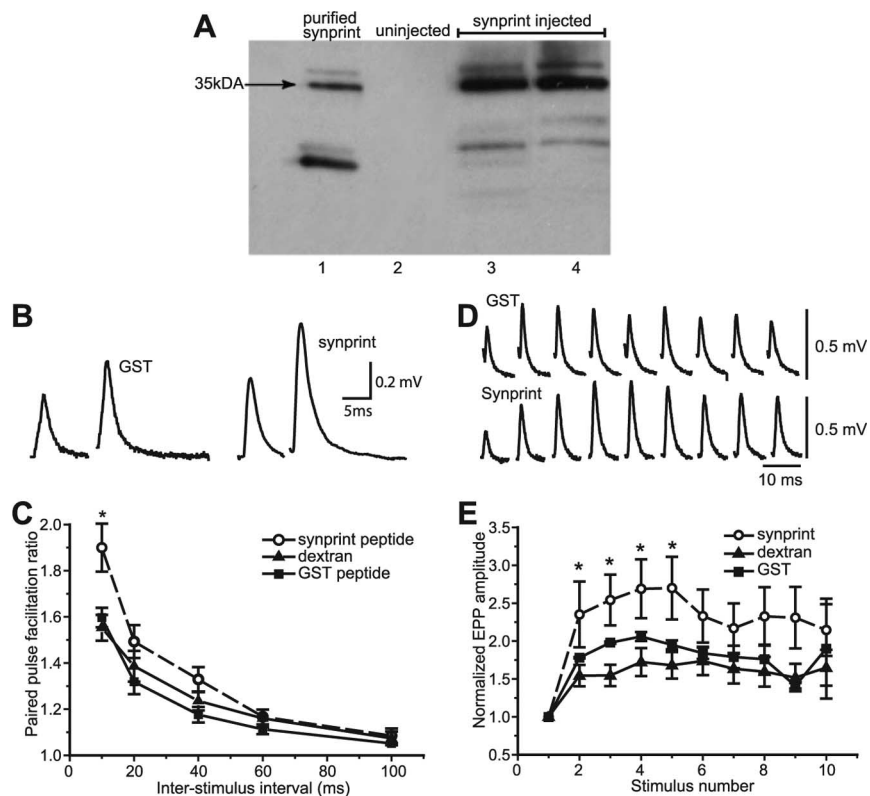 A
purified synprint
uninjected
synprint injected
35kDA
1 2 3 4
B
GST
synprint
0.2 mV
5ms
D
GST
0.5 mV
Synprint
0.5 mV
10 ms
C
Paired pulse facilitation ratio
2.0
1.8
1.6
1.4
1.2
1.0
*
synprint peptide
dextran
GST peptide
0 20 40 60 80 100
Inter-stimulus interval (ms)
E
Normalized EPP amplitude
3.5
3.0
2.5
2.0
1.5
1.0
0.5
* * * *
synprint
dextran
GST
0 2 4 6 8 10
Stimulus number